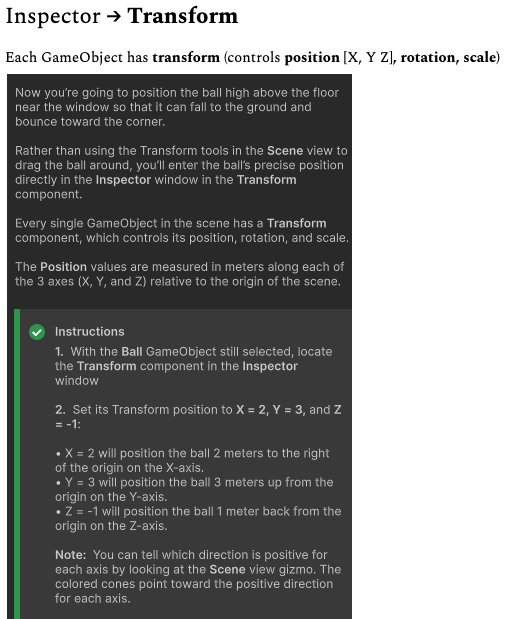 Inspector → Transform
Each GameObject has transform (controls position [X, Y Z], rotation, scale)
Now you're going to position the ball high above the floor
near the window so that it can fall to the ground and
bounce toward the corner.
Rather than using the Transform tools in the Scene view to
drag the ball around, you'll enter the ball's precise position
directly in the Inspector window in the Transform
component.
Every single GameObject in the scene has a Transform
component, which controls its position, rotation, and scale.
The Position values are measured in meters along each of
the 3 axes (X, Y, and Z) relative to the origin of the scene.
Instructions
1. With the Ball GameObject still selected, locate
the Transform component in the Inspector
window
2. Set its Transform position to X = 2, Y = 3, and Z
= -1:
• X = 2 will position the ball 2 meters to the right
of the origin on the X-axis.
• Y = 3 will position the ball 3 meters up from the
origin on the Y-axis.
• Z = -1 will position the ball 1 meter back from the
origin on the Z-axis.
Note: You can tell which direction is positive for
each axis by looking at the Scene view gizmo. The
colored cones point toward the positive direction
for each axis.